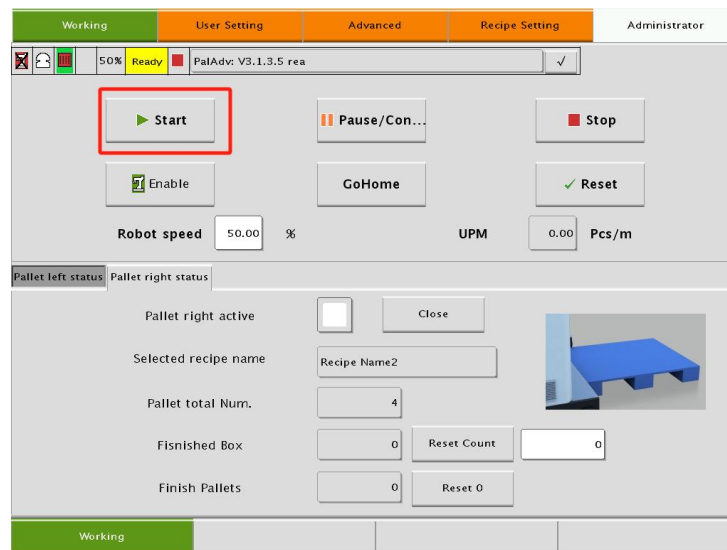 Working User Setting Advanced Recipe Setting Administrator
50% Ready PalAdv: V3.1.3.5 rea √
Start Pause/Con... Stop
Enable GoHome Reset
Robot speed 50.00 % UPM 0.00 Pcs/m
Pallet left status Pallet right status
Pallet right active Close
Selected recipe name Recipe Name2
Pallet total Num. 4
Fisnished Box 0 Reset Count 0
Finish Pallets 0 Reset 0
Working